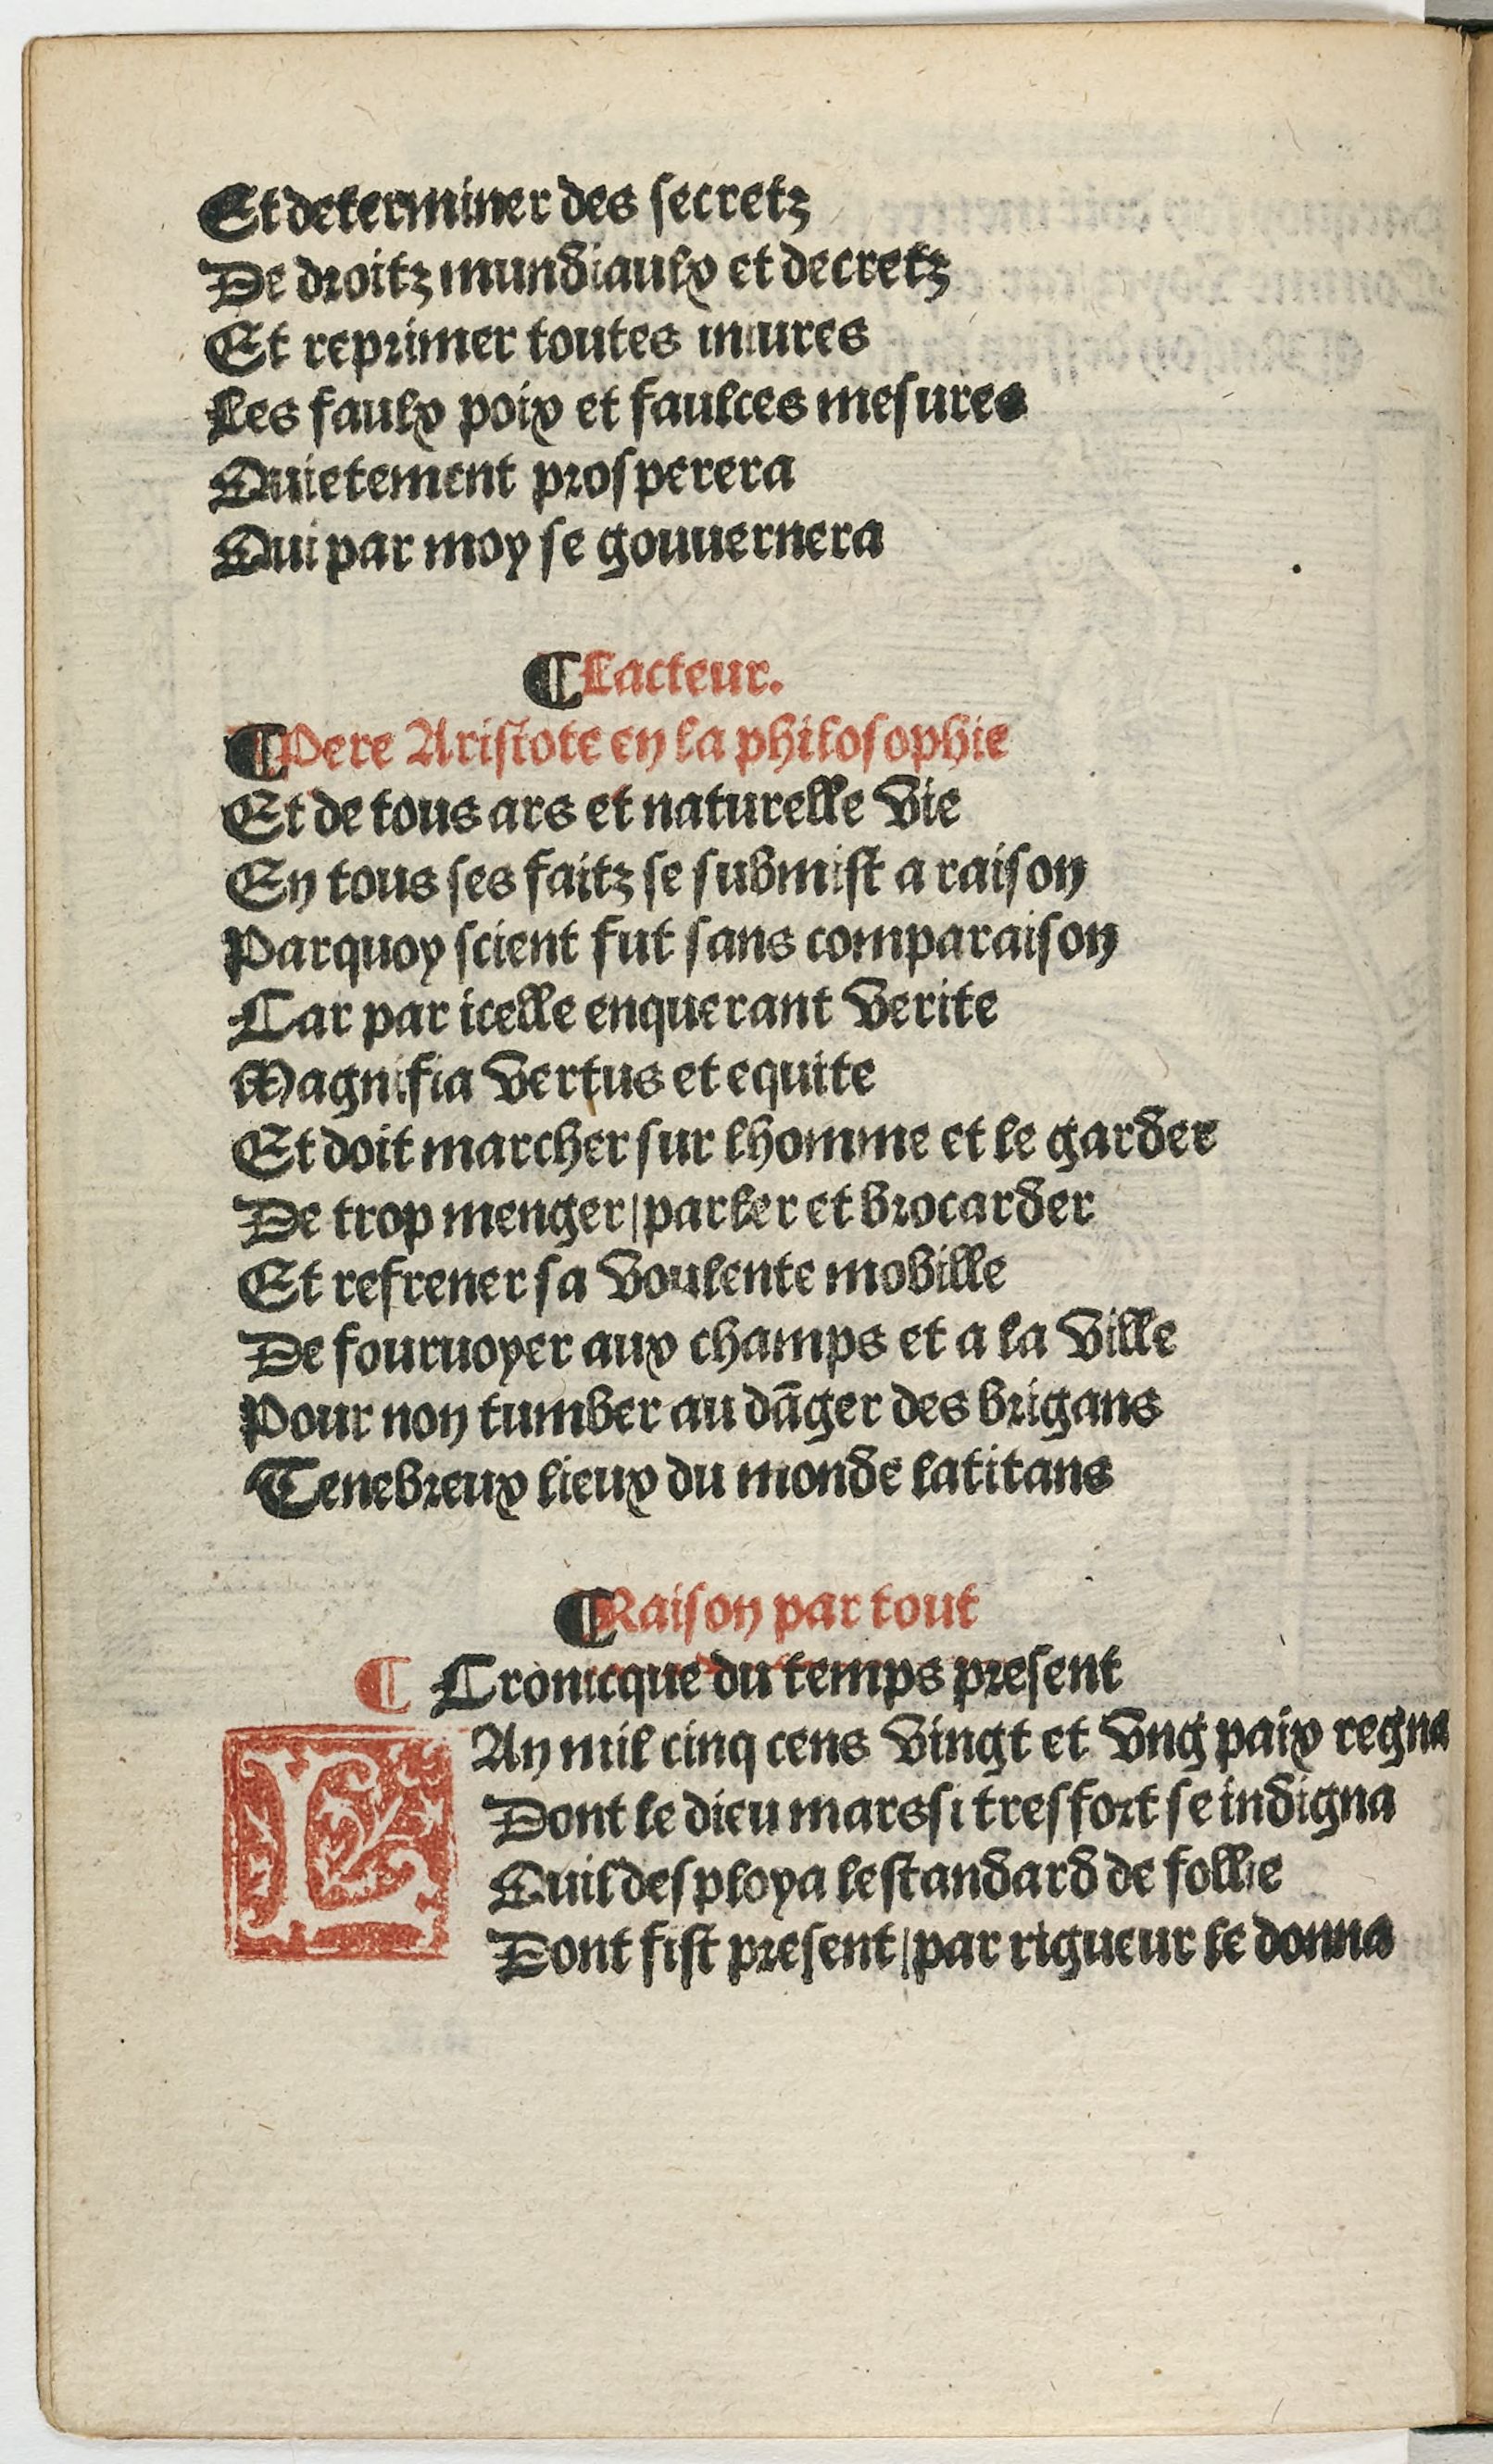 Et determiner des secretz
De droitz mundiaulx et decretz
Et reprimer toutes iniures
Les faulx poix et faulces mesures
Quietement prosperera
Qui par moy se gouuernera
¶ Lacteur.
¶ Pere Aristote en la philosophie
Et de tous ars et naturelle vie
En tous ses faitz se submist a raison
Parquoy scient fut sans comparaison
Car par icelle enquerant verite
Magnifia vertus et equite
Et doit marcher sur lhomme et le garder
De trop menger / parler et brocarder
Et refrener sa voulente mobille
De fouruoyer aux champs et a la ville
Pour non tumber au dāger des brigans
Tenebreux lieux du monde latitans
¶ Raison par tout
¶ Cronicque du temps present
LAn mil cinq cens vingt et vng paix regna
Dont le dieu mars si tresfort se indigna
Quil desploya lestandard de follie
Dont fist present / par rigueur le donna